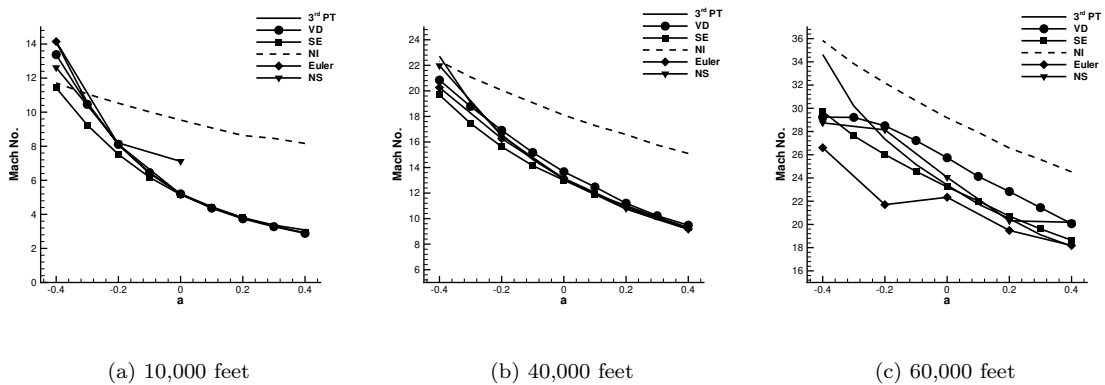 3rd PT
VD
SE
NI
Euler
NS
14
12
10
8
6
4
2
0
Mach No.
-0.4 -0.2 0 0.2 0.4
a
(a) 10,000 feet
3rd PT
VD
SE
NI
Euler
NS
24
22
20
18
16
14
12
10
8
6
Mach No.
-0.4 -0.2 0 0.2 0.4
a
(b) 40,000 feet
3rd PT
VD
SE
NI
Euler
NS
36
34
32
30
28
26
24
22
20
18
16
Mach No.
-0.4 -0.2 0 0.2 0.4
a
(c) 60,000 feet